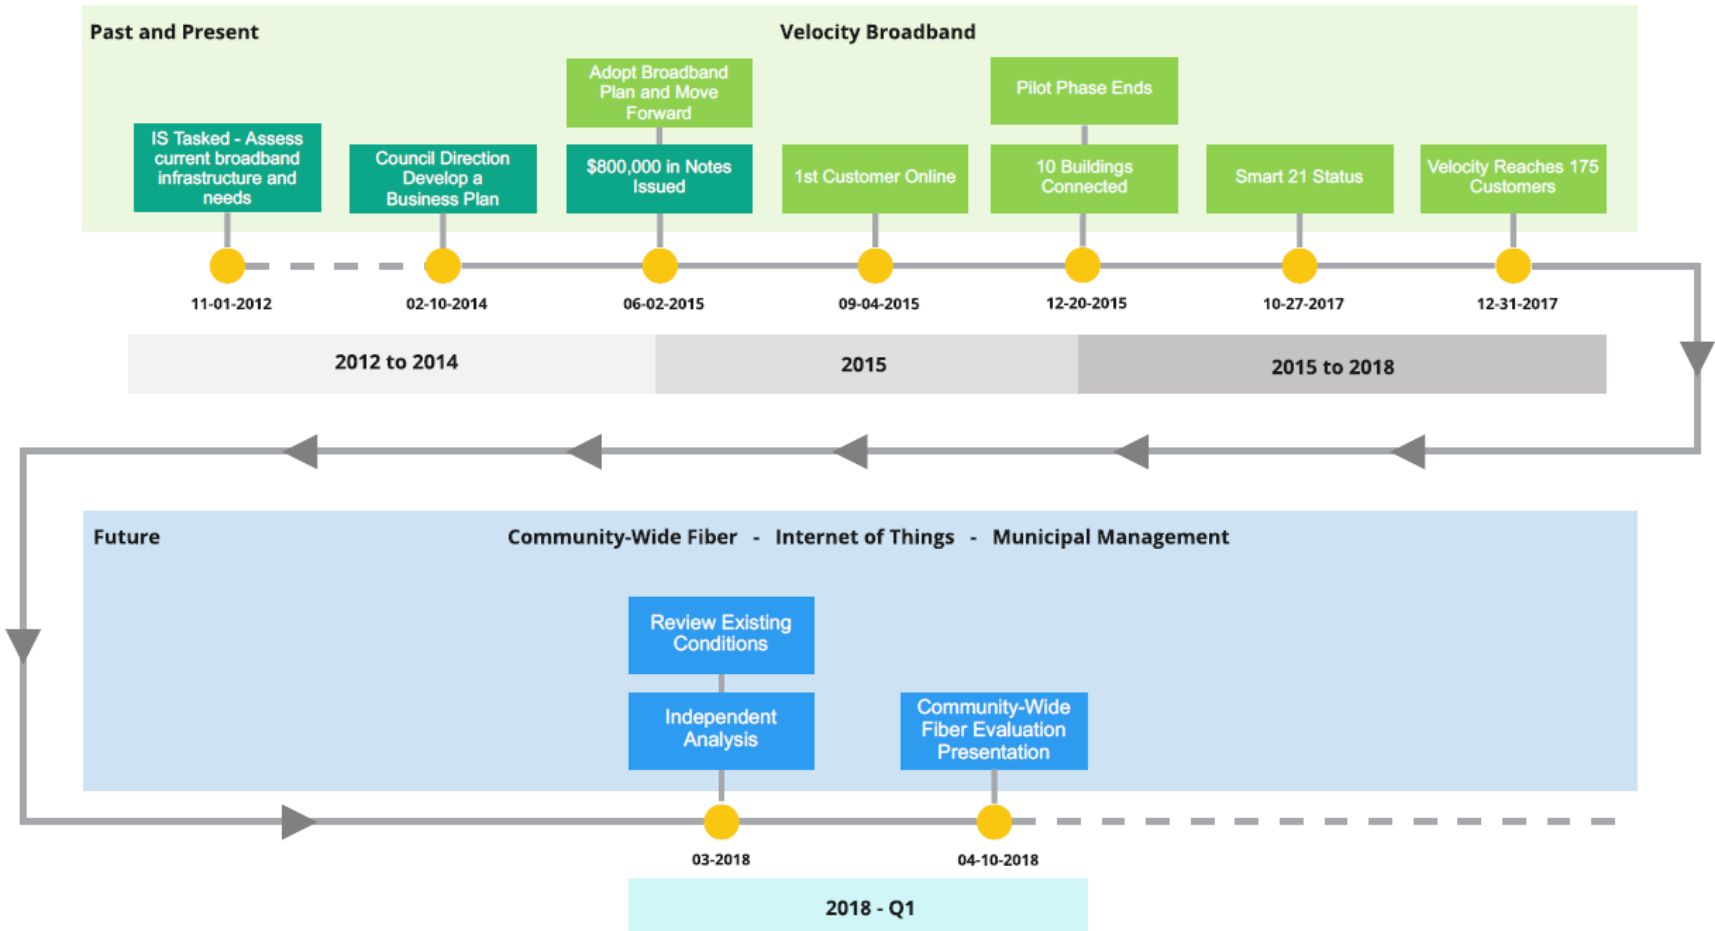 Past and Present
Velocity Broadband
Adopt Broadband
Plan and Move
Forward
Pilot Phase Ends
IS Tasked - Assess
current broadband
infrastructure and
needs
Council Direction
Develop a
Business Plan
$800,000 in Notes
Issued
1st Customer Online
10 Buildings
Connected
Smart 21 Status
Velocity Reaches 175
Customers
11-01-2012
02-10-2014
06-02-2015
09-04-2015
12-20-2015
10-27-2017
12-31-2017
2012 to 2014
2015
2015 to 2018
Future
Community-Wide Fiber - Internet of Things - Municipal Management
Review Existing
Conditions
Independent
Analysis
Community-Wide
Fiber Evaluation
Presentation
03-2018
04-10-2018
2018 - Q1